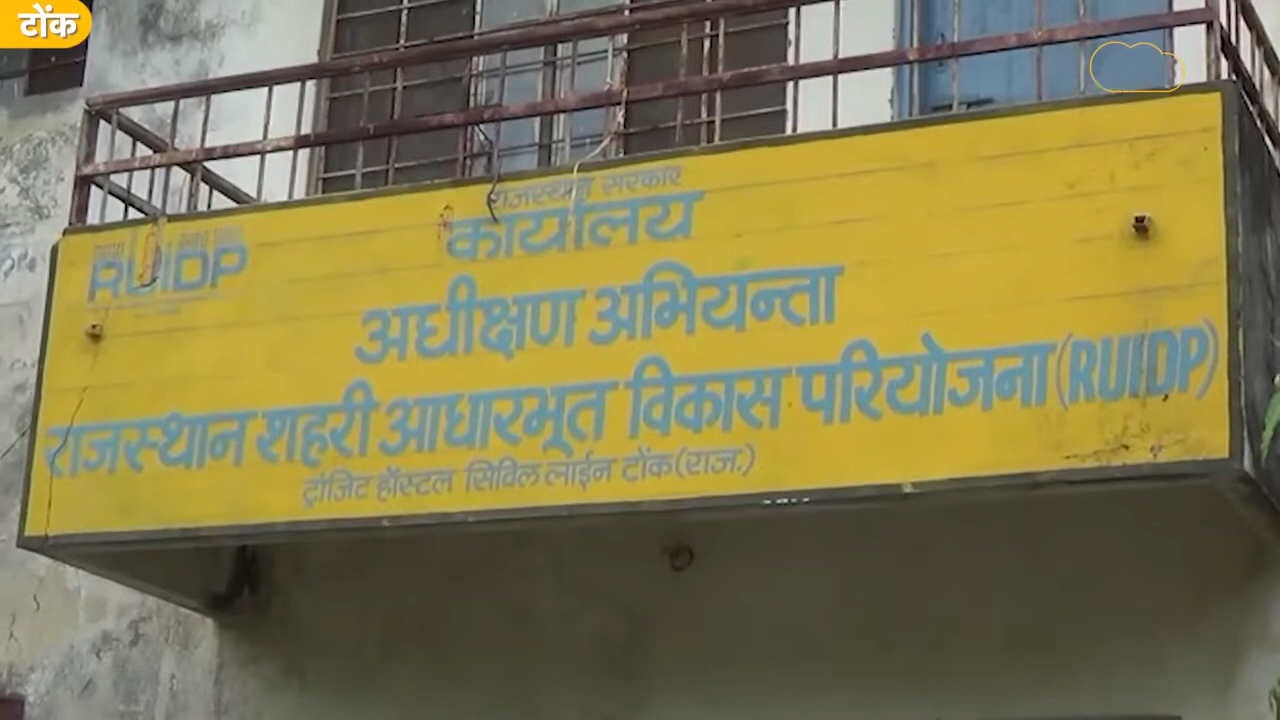 टोंक
राजस्थान सरकार
कार्यालय
RUIDP
अधीक्षण अभियन्ता
राजस्थान शहरी आधारभूत विकास परियोजना (RUIDP)
ट्रांजिट हॉस्टल सिविल लाईन टोंक (राज.)